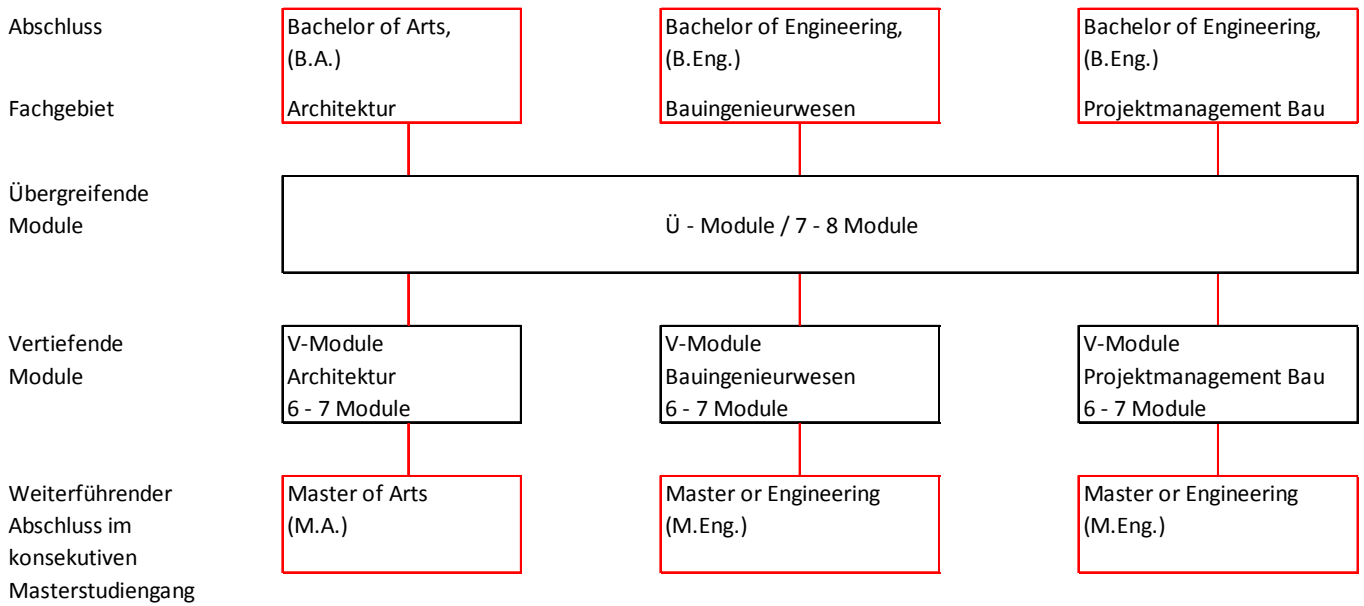 Abschluss
Bachelor of Arts,
(B.A.)
Bachelor of Engineering,
(B.Eng.)
Bachelor of Engineering,
(B.Eng.)
Fachgebiet
Architektur
Bauingenieurwesen
Projektmanagement Bau
Übergreifende
Module
Ü - Module / 7 - 8 Module
Vertiefende
Module
V-Module
Architektur
6 - 7 Module
V-Module
Bauingenieurwesen
6 - 7 Module
V-Module
Projektmanagement Bau
6 - 7 Module
Weiterführender
Abschluss im
konsekutiven
Masterstudiengang
Master of Arts
(M.A.)
Master or Engineering
(M.Eng.)
Master or Engineering
(M.Eng.)